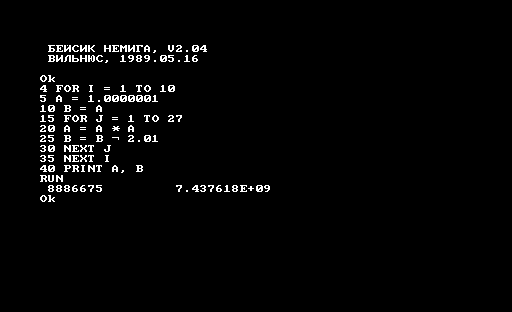 БЕИСИК НЕМИГА, V2.04
ВИЛЬНЮС, 1989.05.16
Ok
4 FOR I = 1 TO 10
5 A = 1.0000001
10 B = A
15 FOR J = 1 TO 27
20 A = A * A
25 B = B ¬ 2.01
30 NEXT J
35 NEXT I
40 PRINT A, B
RUN
8886675 7.437618E+09
Ok